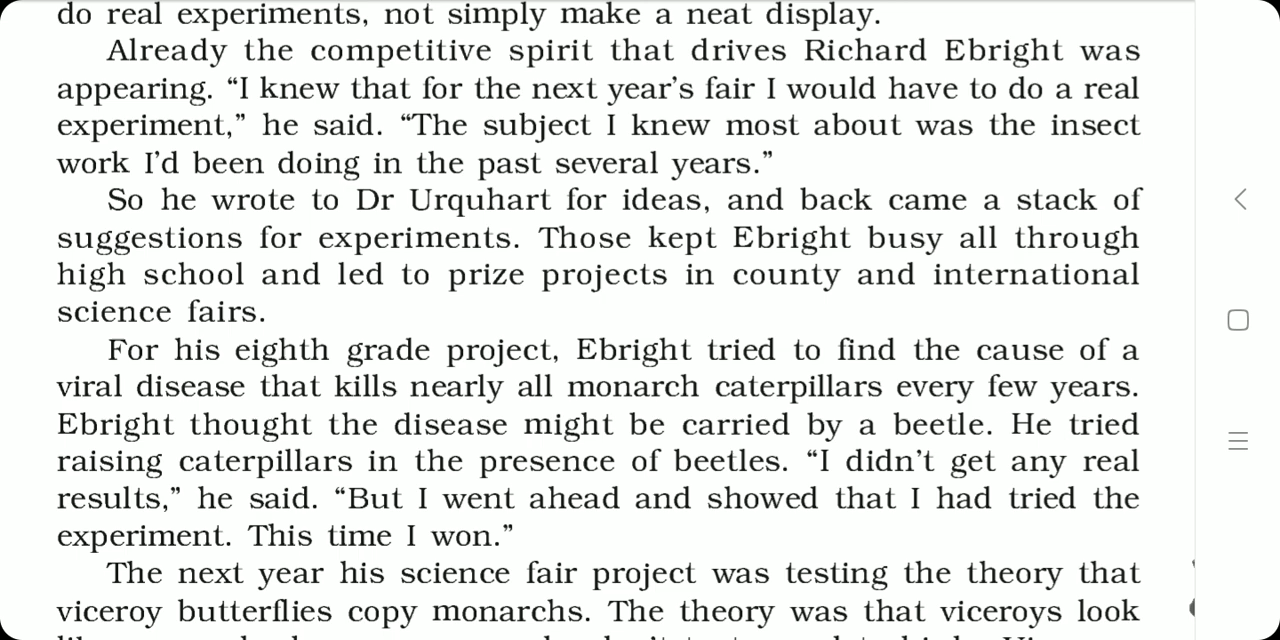 do real experiments, not simply make a neat display.
Already the competitive spirit that drives Richard Ebright was
appearing. “I knew that for the next year’s fair I would have to do a real
experiment,” he said. “The subject I knew most about was the insect
work I’d been doing in the past several years.”
So he wrote to Dr Urquhart for ideas, and back came a stack of
suggestions for experiments. Those kept Ebright busy all through
high school and led to prize projects in county and international
science fairs.
For his eighth grade project, Ebright tried to find the cause of a
viral disease that kills nearly all monarch caterpillars every few years.
Ebright thought the disease might be carried by a beetle. He tried
raising caterpillars in the presence of beetles. “I didn’t get any real
results,” he said. “But I went ahead and showed that I had tried the
experiment. This time I won.”
The next year his science fair project was testing the theory that
viceroy butterflies copy monarchs. The theory was that viceroys look